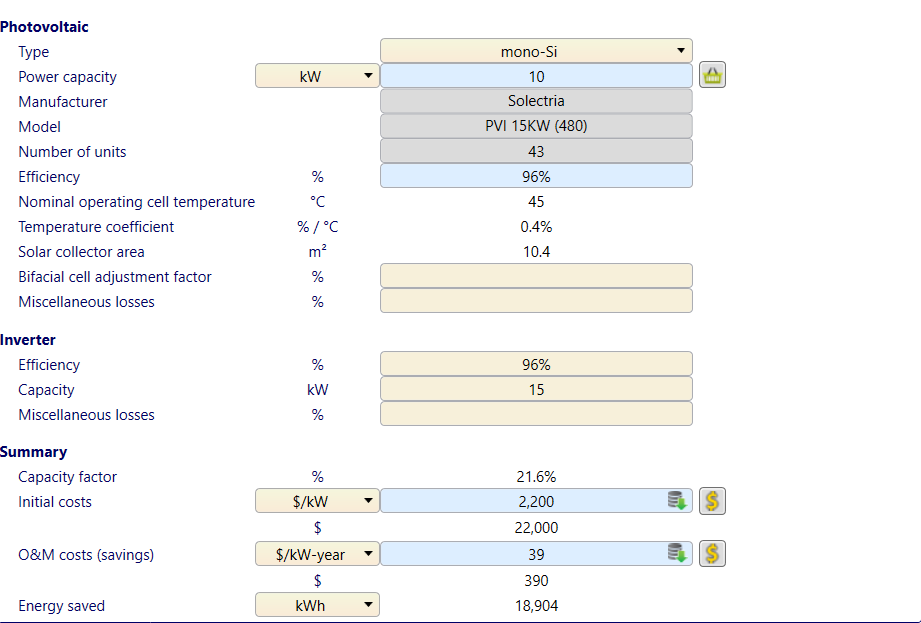 Photovoltaic
Type mono-Si
Power capacity kW 10
Manufacturer Solectria
Model PVI 15KW (480)
Number of units 43
Efficiency % 96%
Nominal operating cell temperature °C 45
Temperature coefficient % / °C 0.4%
Solar collector area m² 10.4
Bifacial cell adjustment factor %
Miscellaneous losses %
Inverter
Efficiency % 96%
Capacity kW 15
Miscellaneous losses %
Summary
Capacity factor % 21.6%
Initial costs $/kW 2,200 $
$ 22,000
O&M costs (savings) $/kW-year 39 $
$ 390
Energy saved kWh 18,904